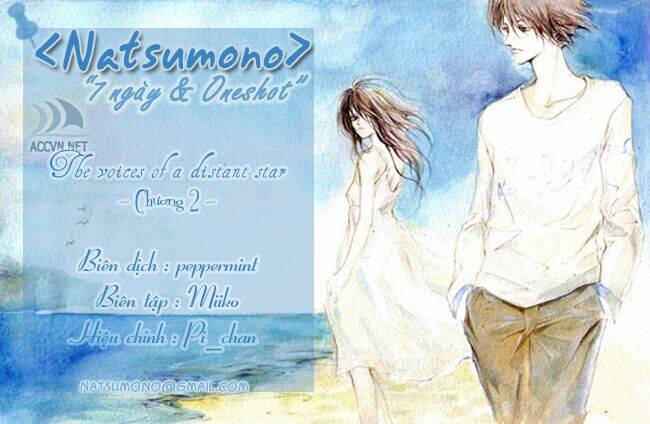 <Natsumono>
"7 ngày & Oneshot"
ACCVN.NET
The voices of a distant star
- Chương 2 -
Biên dịch : peppermint
Biên tập : Miiko
Hiệu chỉnh : Pi_chan
NATSUMONO@GMAIL.COM